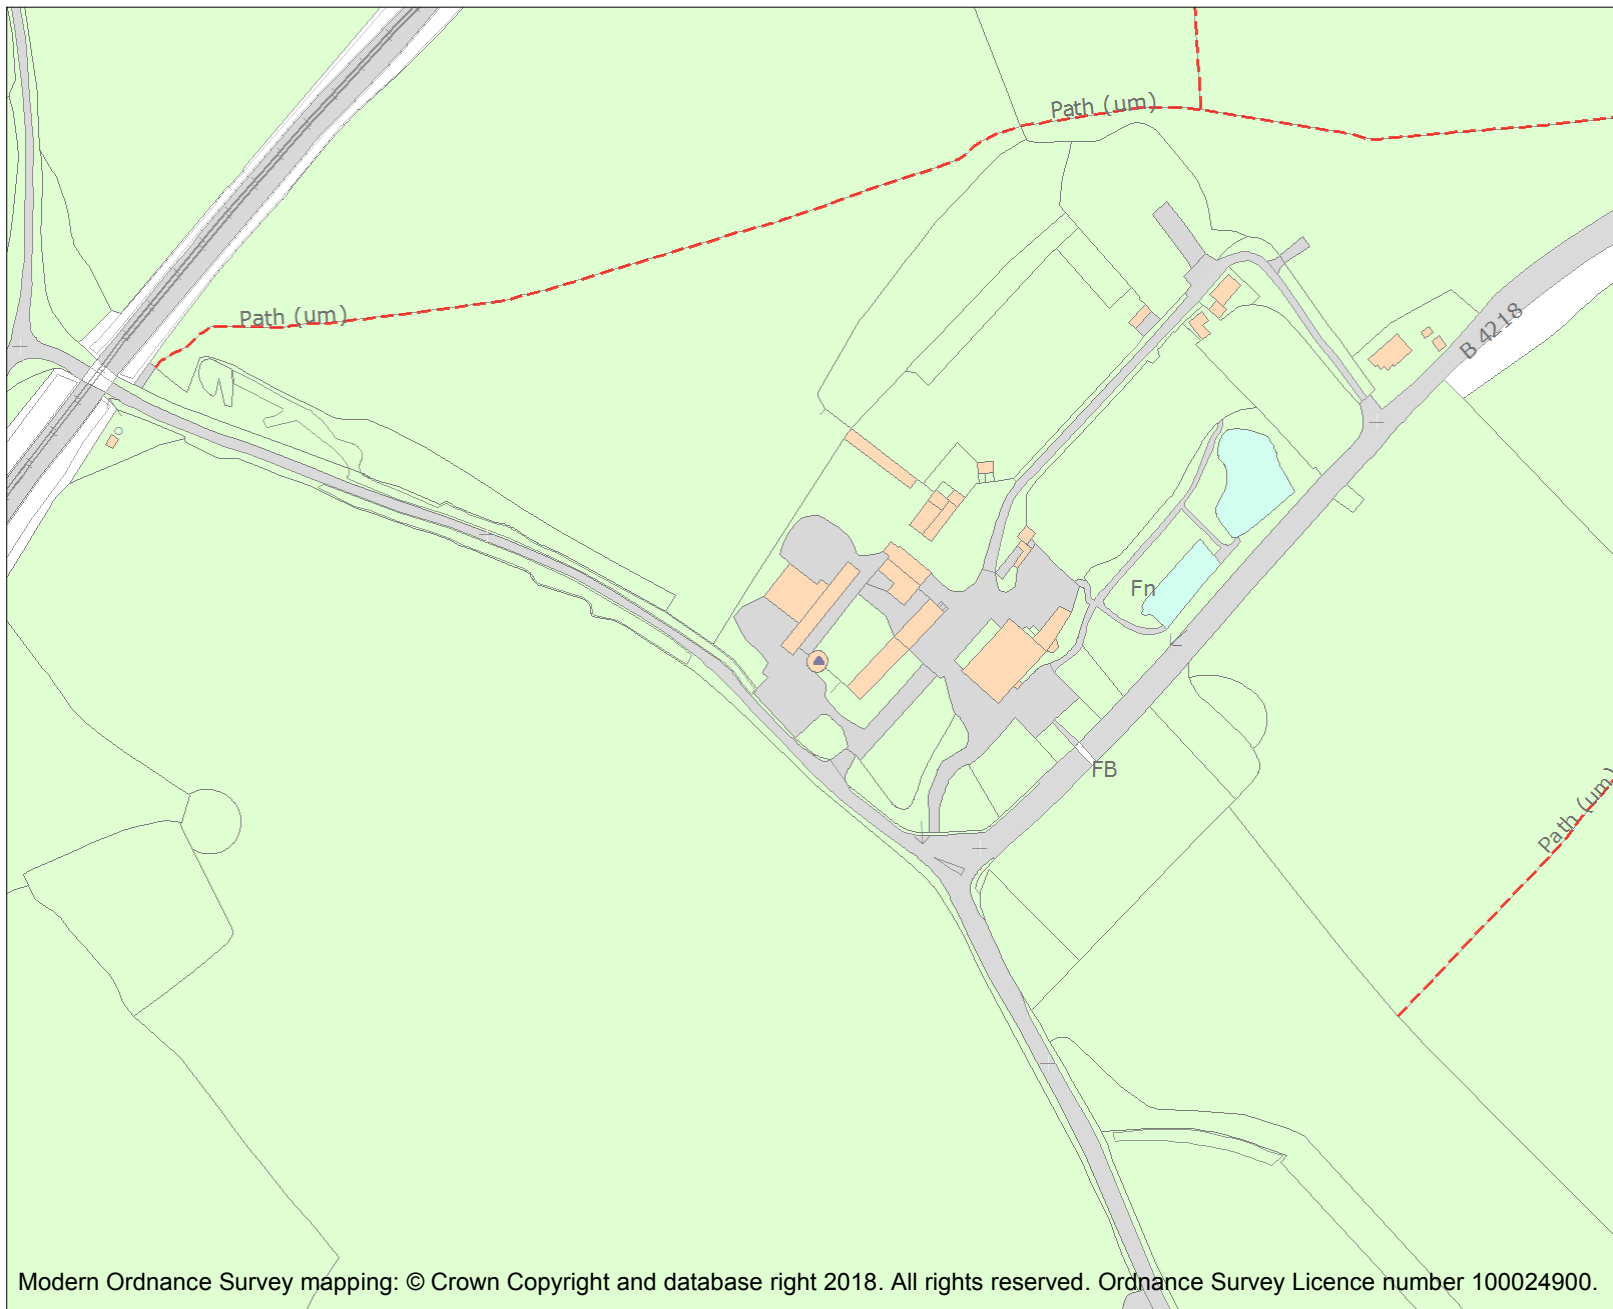 Path (um)
Path (um)
B 4218
Fn
FB
Path (um)
Modern Ordnance Survey mapping: © Crown Copyright and database right 2018. All rights reserved. Ordnance Survey Licence number 100024900.